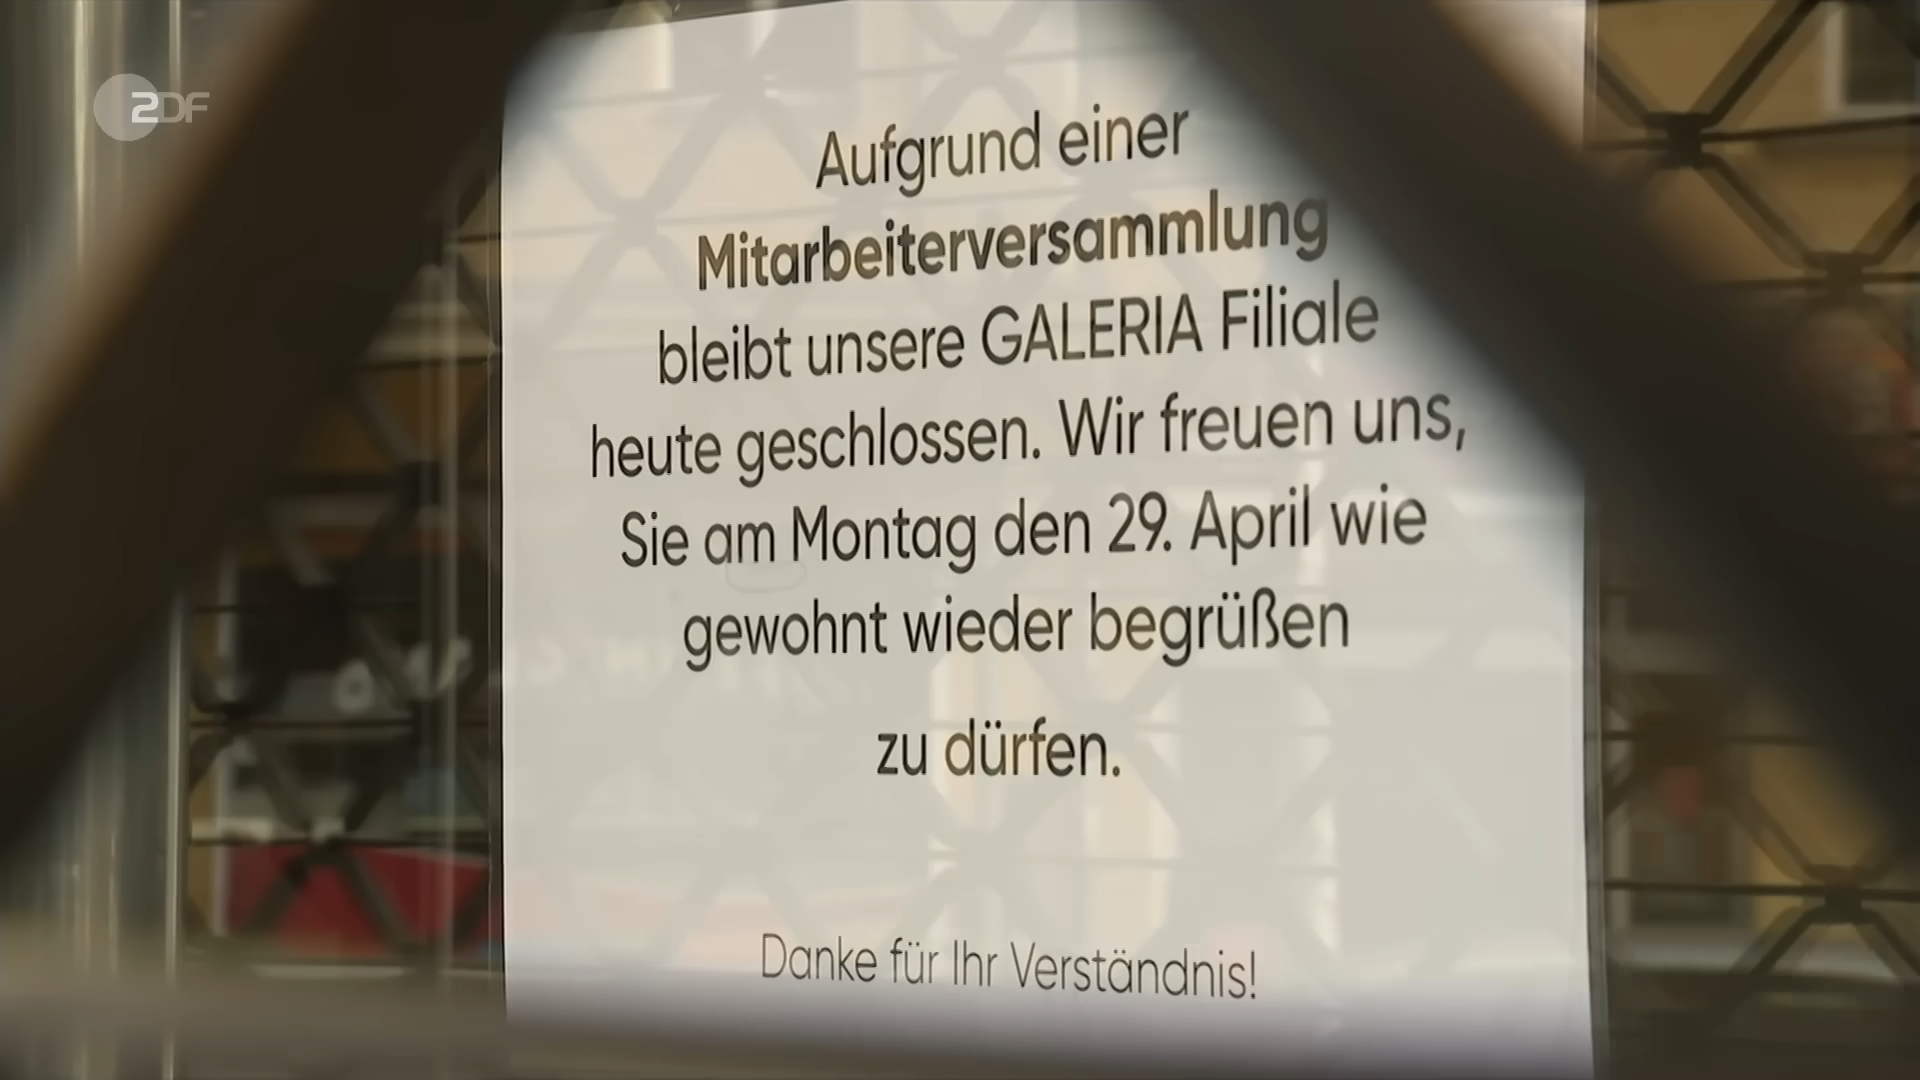 ZDF
Aufgrund einer
Mitarbeiterversammlung
bleibt unsere GALERIA Filiale
heute geschlossen. Wir freuen uns,
Sie am Montag den 29. April wie
gewohnt wieder begrüßen
zu dürfen.
Danke für Ihr Verständnis!